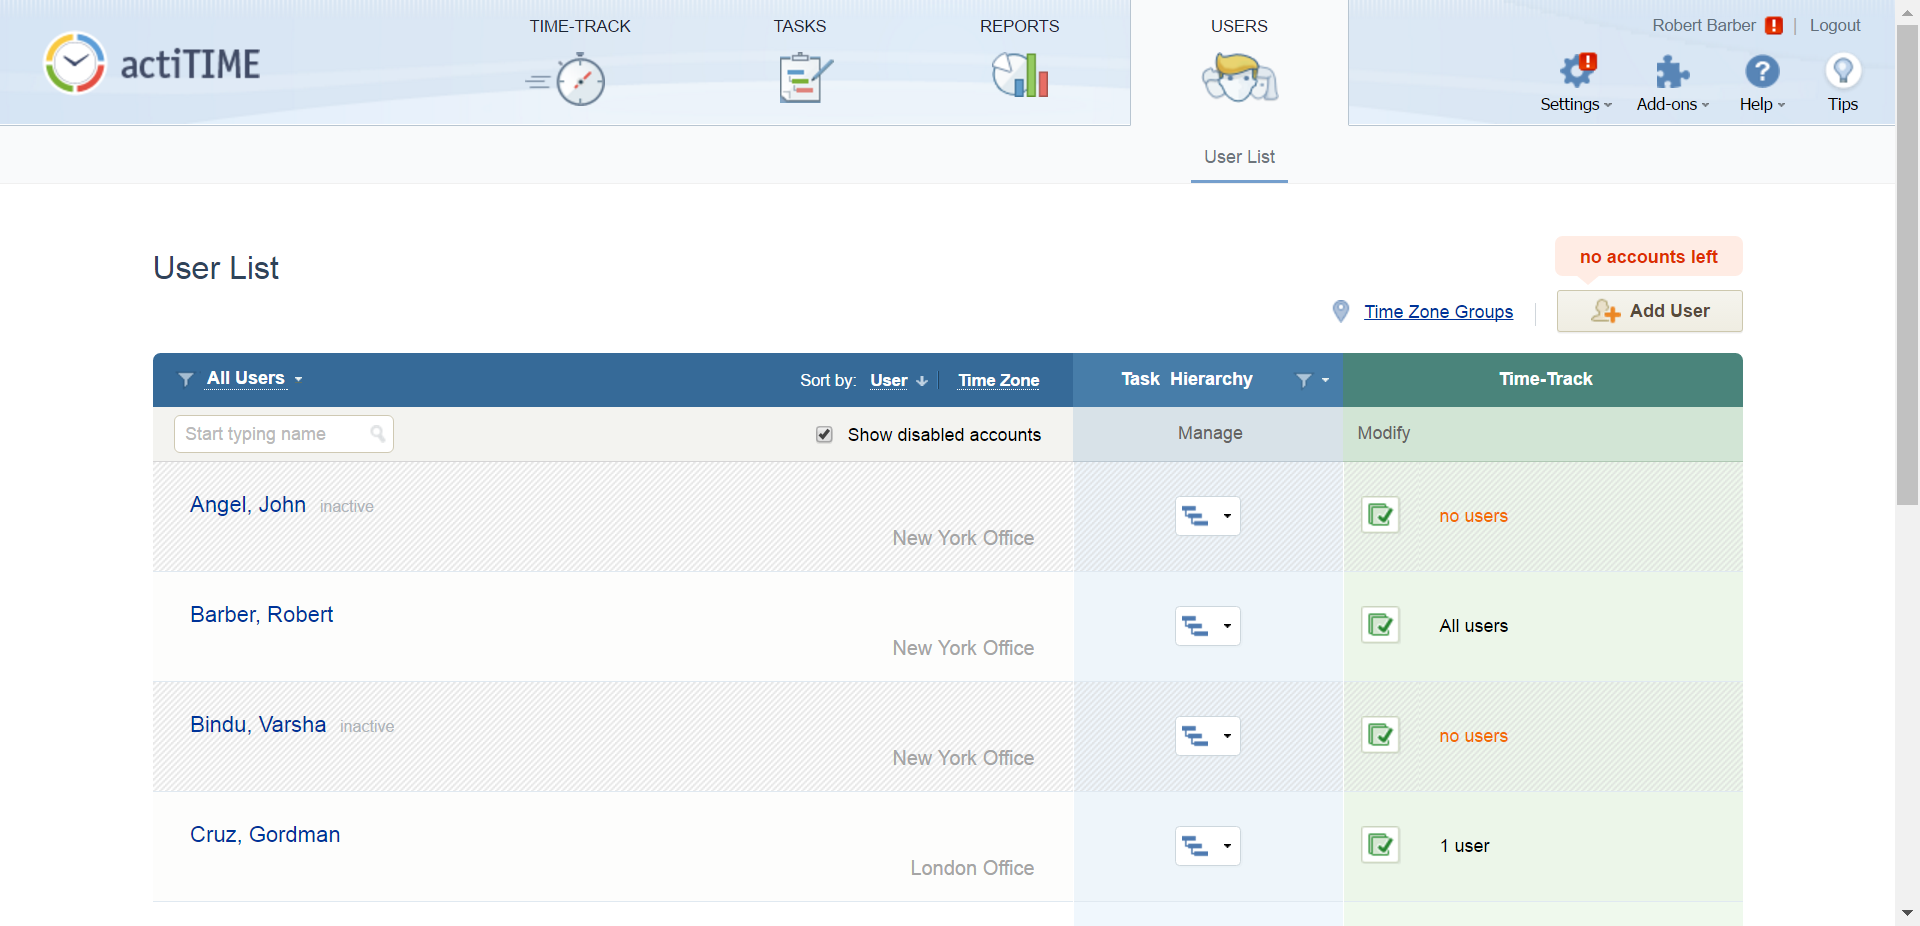 actiTIME
TIME-TRACK
TASKS
REPORTS
USERS
Robert Barber ! | Logout
Settings
Add-ons
Help
Tips
User List
User List
no accounts left
Time Zone Groups
Add User
All Users
Sort by: User
Time Zone
Task Hierarchy
Time-Track
Start typing name
Show disabled accounts
Manage
Modify
Angel, John inactive
New York Office
no users
Barber, Robert
New York Office
All users
Bindu, Varsha inactive
New York Office
no users
Cruz, Gordman
London Office
1 user